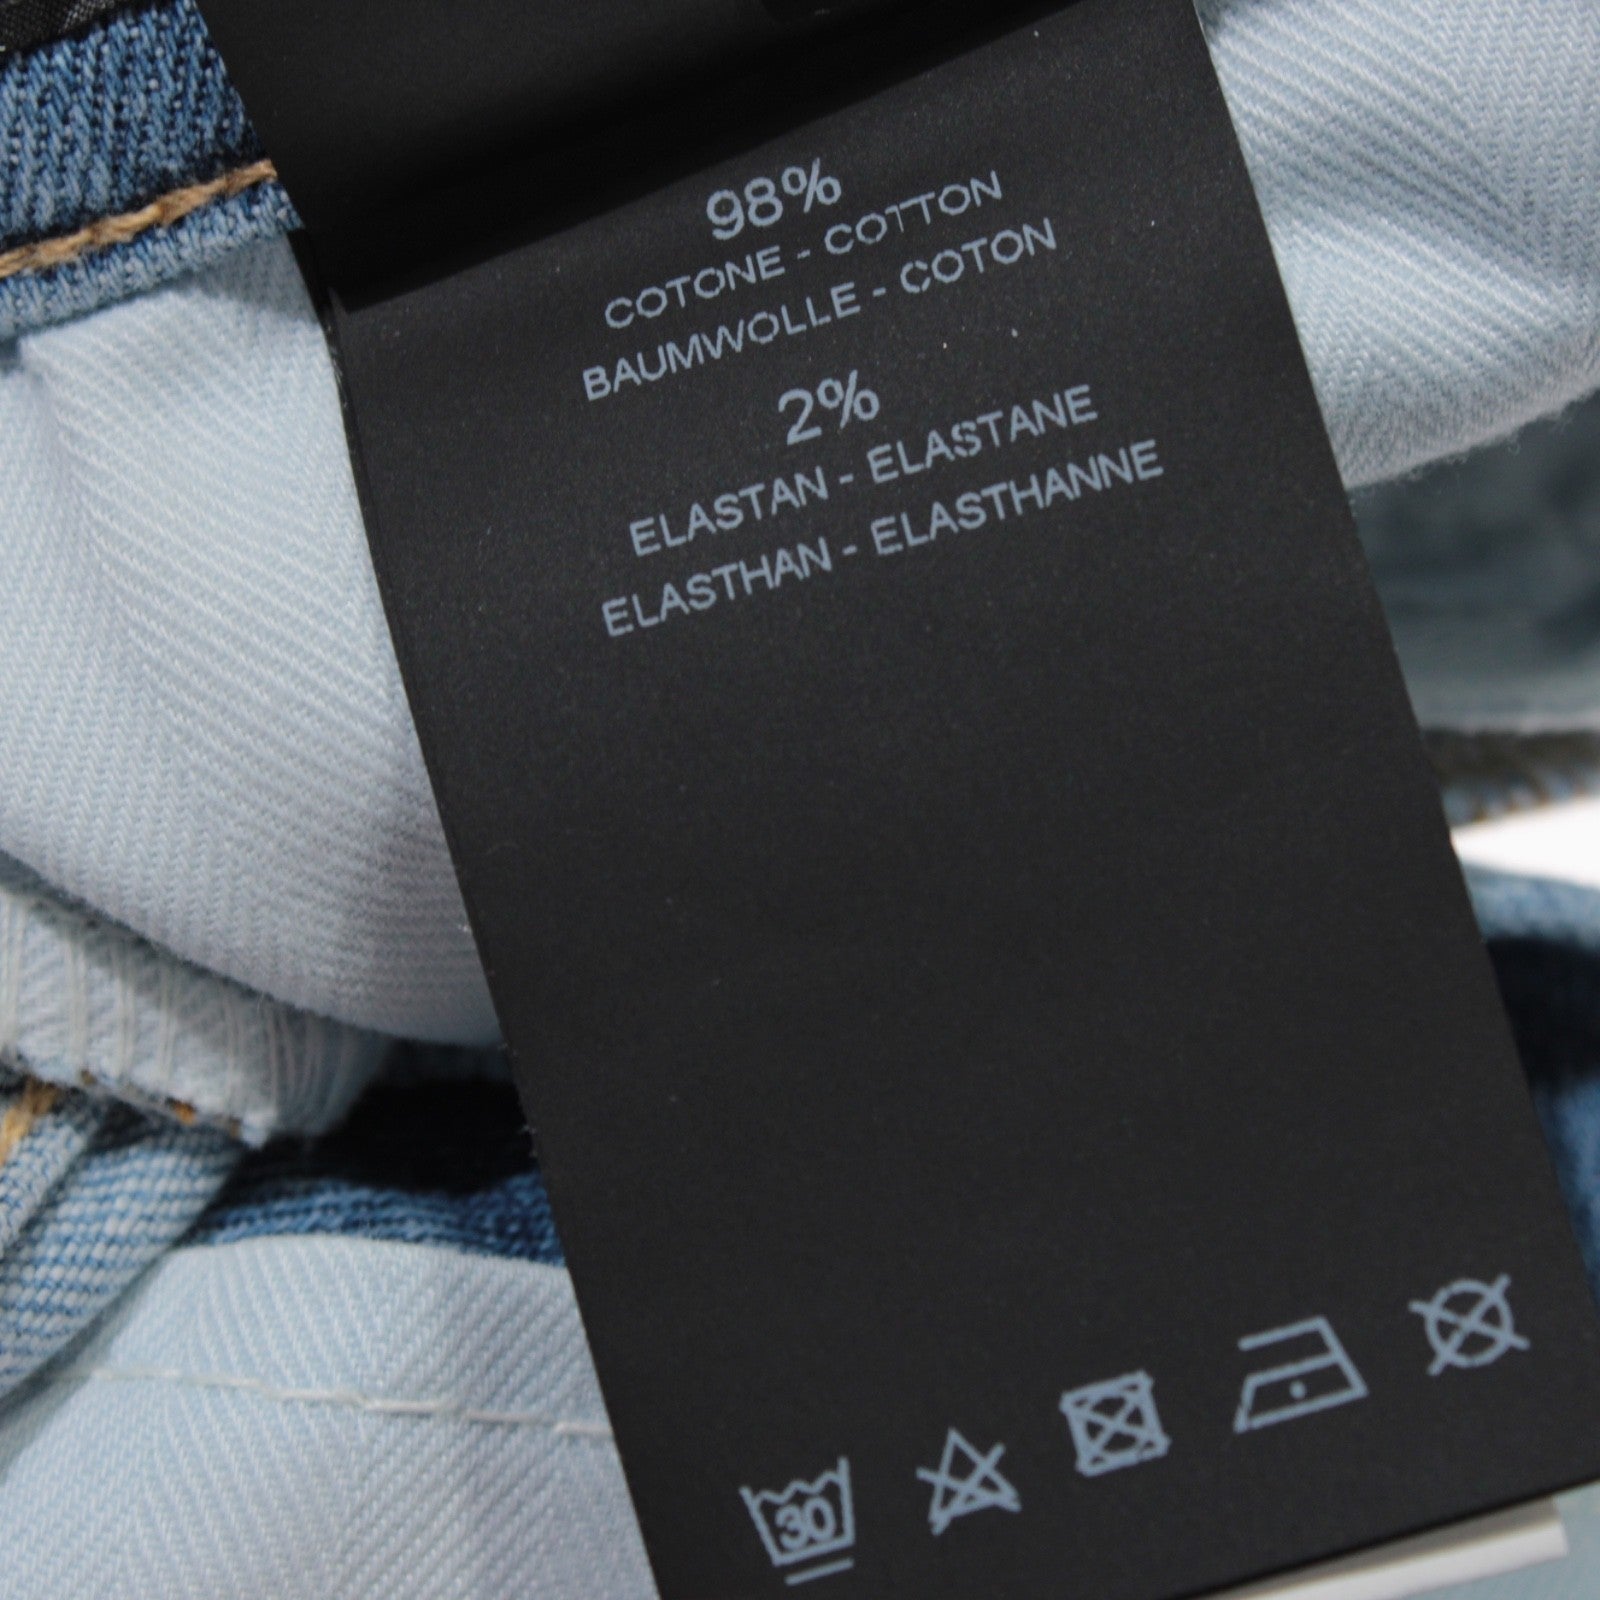 98%
COTONE - COTTON
BAUMWOLLE - COTON
2%
ELASTAN - ELASTANE
ELASTHAN - ELASTHANNE
30